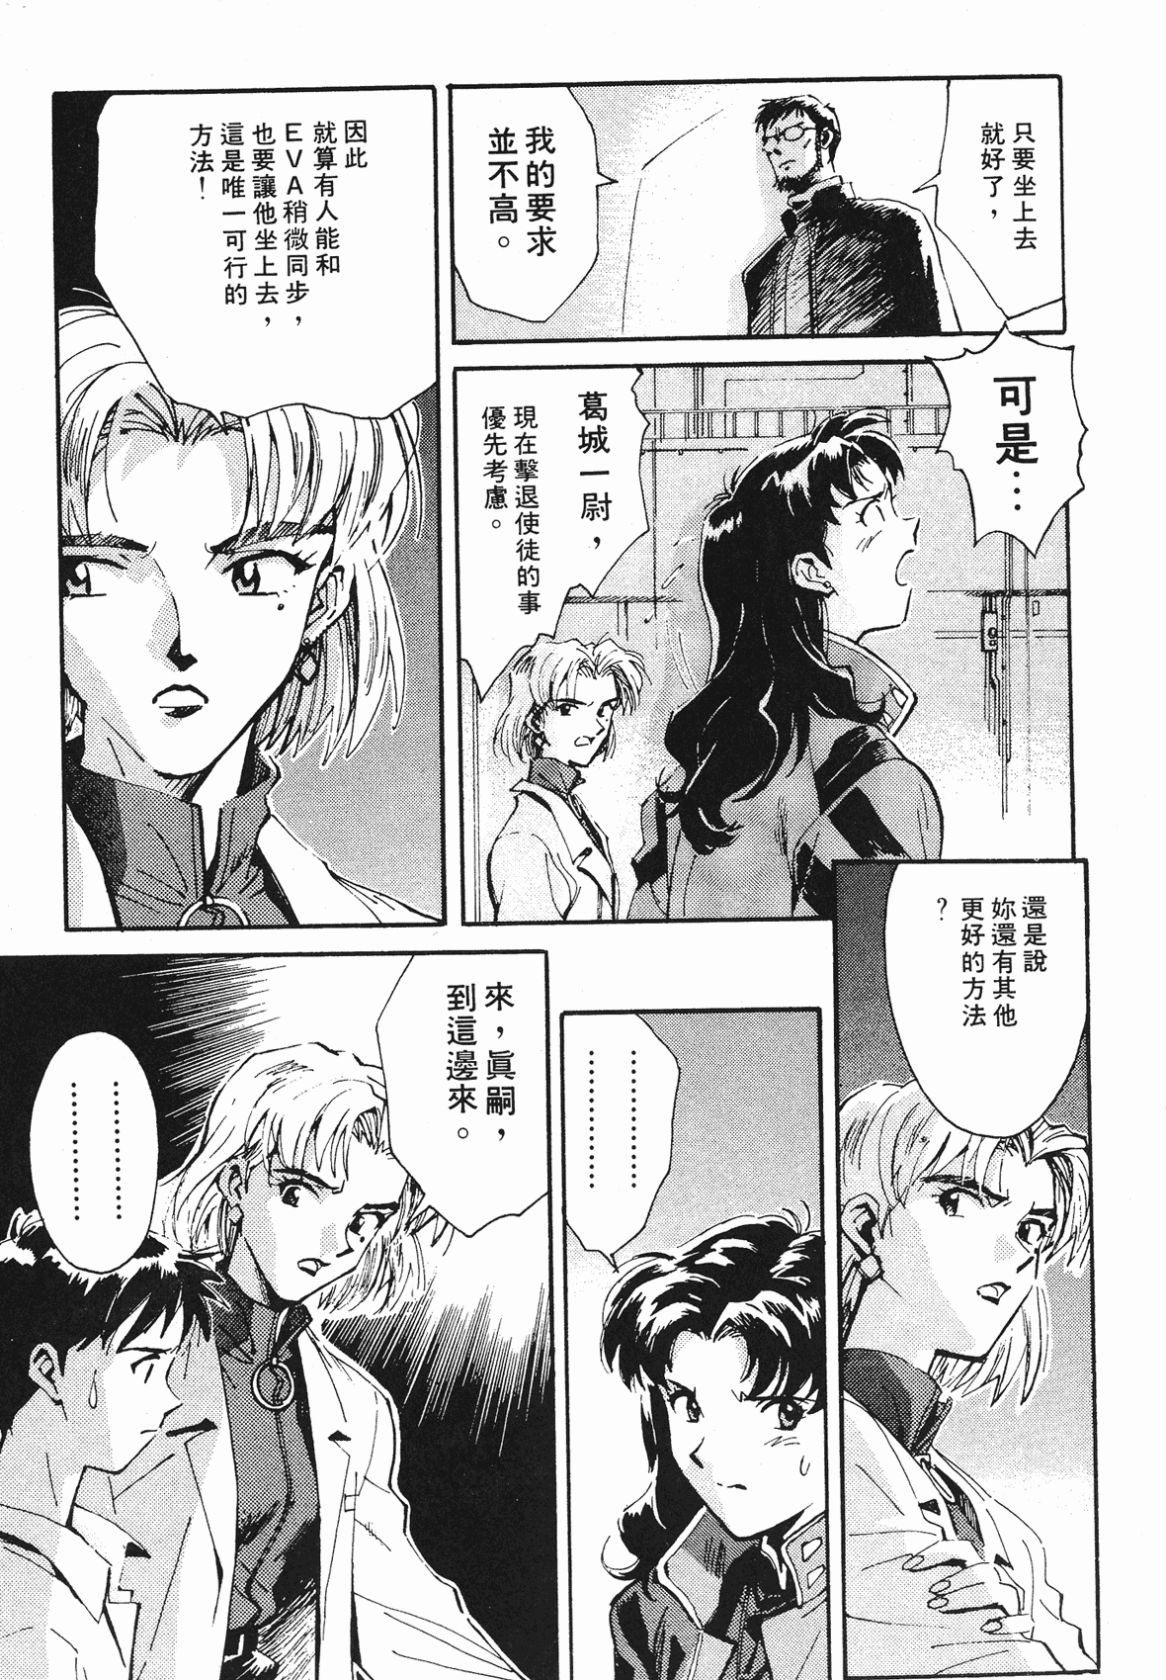 只要坐上去
就好了，
我的要求
並不高。
可是…
葛城一尉，
現在擊退使徒的事
優先考慮。
因此
就算有人能和
ＥＶＡ稍微同步，
也要讓他坐上去，
這是唯一可行的
方法！
還是說
妳還有其他
更好的方法
？
…………
…………
來，眞嗣，
到這邊來。
…………
…………